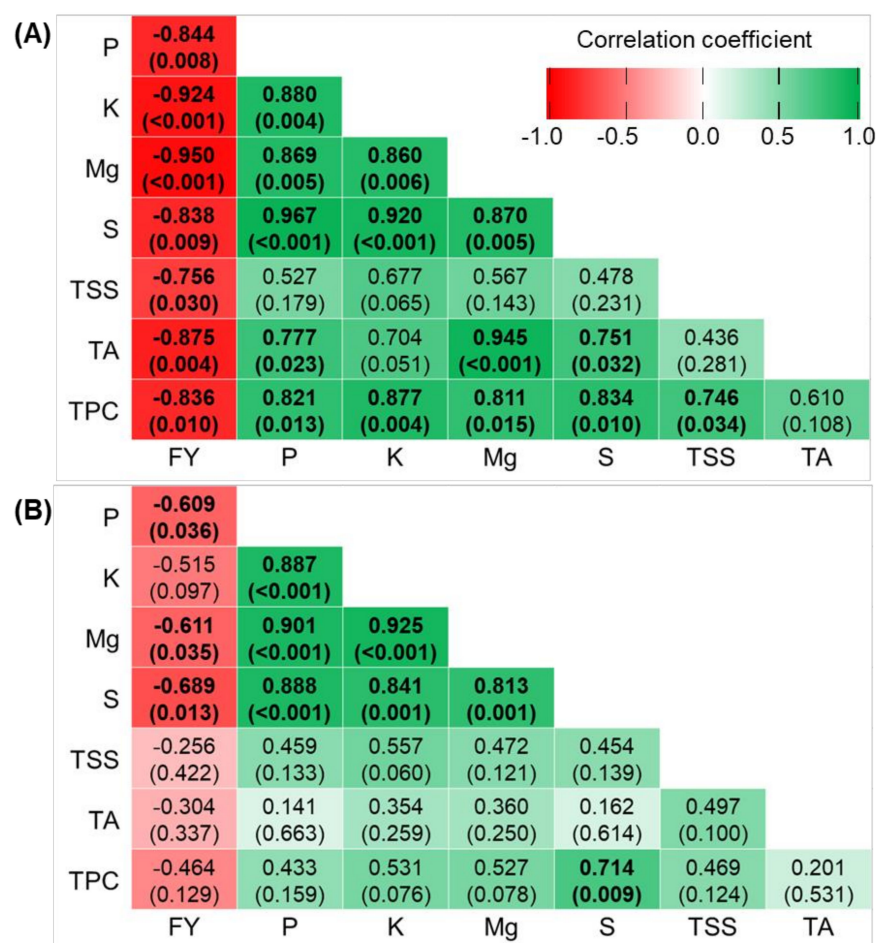 (A)
Correlation coefficient
-1.0 -0.5 0.0 0.5 1.0
P -0.844
(0.008)
K -0.924 0.880
(<0.001) (0.004)
Mg -0.950 0.869 0.860
(<0.001) (0.005) (0.006)
S -0.838 0.967 0.920 0.870
(0.009) (<0.001) (<0.001) (0.005)
TSS -0.756 0.527 0.677 0.567 0.478
(0.030) (0.179) (0.065) (0.143) (0.231)
TA -0.875 0.777 0.704 0.945 0.751 0.436
(0.004) (0.023) (0.051) (<0.001) (0.032) (0.281)
TPC -0.836 0.821 0.877 0.811 0.834 0.746 0.610
(0.010) (0.013) (0.004) (0.015) (0.010) (0.034) (0.108)
FY P K Mg S TSS TA
(B)
P -0.609
(0.036)
K -0.515 0.887
(0.097) (<0.001)
Mg -0.611 0.901 0.925
(0.035) (<0.001) (<0.001)
S -0.689 0.888 0.841 0.813
(0.013) (<0.001) (0.001) (0.001)
TSS -0.256 0.459 0.557 0.472 0.454
(0.422) (0.133) (0.060) (0.121) (0.139)
TA -0.304 0.141 0.354 0.360 0.162 0.497
(0.337) (0.663) (0.259) (0.250) (0.614) (0.100)
TPC -0.464 0.433 0.531 0.527 0.714 0.469 0.201
(0.129) (0.159) (0.076) (0.078) (0.009) (0.124) (0.531)
FY P K Mg S TSS TA